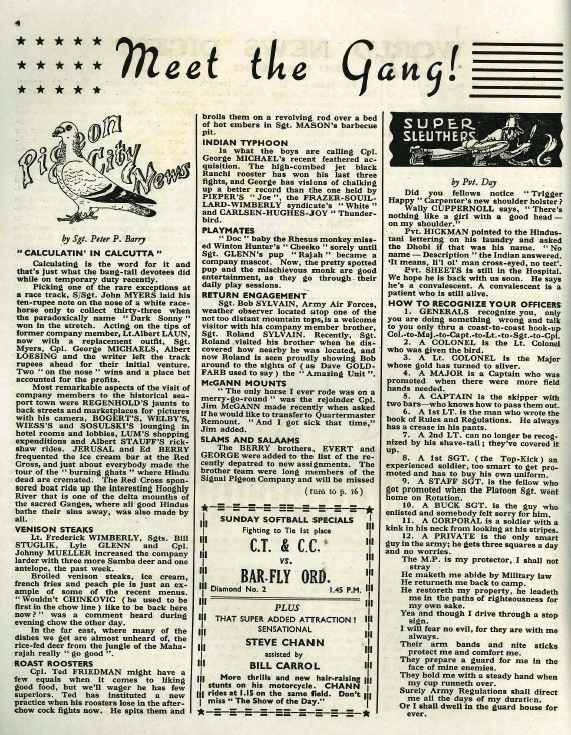 Meet the Gang!
Pigeon
City
News
by Sgt. Peter P. Barry
"CALCULATIN' IN CALCUTTA"
Calculating is the word for it and
that's just what the bang-tail devotees did
while on temporary duty recently.
Picking one of the rare exceptions at
a race track, S/Sgt. John MYERS laid his
ten-rupee note on the nose of a white race-
horse only to collect thirty-three when
the paradoxically name "Dark Sonny"
won in the stretch. Acting on the tips of
former company member, Lt. Albert LAUN,
now with a replacement outfit, Sgt.
Myers, Cpl. George MICHAELS, Albert
LOESING and the writer left the track
rupees ahead for their initial venture.
Two "on the nose" wins and a place bet
accounted for the profits.
Most remarkable aspects of the visit of
company members to the historical sea-
port town were REGENHOLD'S jaunts to
back streets and marketplaces for pictures
with his camera, BOGERT'S, WELBY'S,
WIESS'S and SOSULSKI'S lounging in
hotel rooms and lobbies, LUM'S shopping
expeditions and Albert STAUFF'S rick-
shaw rides. JERUSAL and Ed BERRY
frequented the ice cream bar at the Red
Cross, and just about everybody made the
tour of the "burning ghats" where Hindu
dead are cremated. The Red Cross spon-
sored boat ride up the interesting Hooghly
River that is one of the delta mouths of
the sacred Ganges, where all good Hindus
bathe their sins away, was also made by
all.
VENISON STEAKS
Lt. Frederick WIMBERLY, Sgts. Bill
STUGLIK, Lyle GLENN and Cpl.
Johnny MUELLER increased the company
larder with three more Samba deer and one
antelope, the past week.
Broiled venison steaks, ice cream,
french fries and peach pie is just an ex-
ample of some of the recent menus.
"Wouldn't CHINKOVIC (he used to be
first in the chow line) like to be back here
now?" was a comment heard during
evening chow the other day.
In the far east, where many of the
dishes we get are almost unheard of, the
rice-fed deer from the jungle of the Maha-
rajah really "go good".
ROAST ROOSTERS
Cpl. Ted FRIEDMAN might have a
few equals when it comes to liking
good food, but we'll wager he has few
superiors. Ted has instituted a new
practice when his roosters lose in the after-
chow cock fights now. He spits them and
broils them on a revolving rod over a bed
of hot embers in Sgt. MASON'S barbecue
pit.
INDIAN TYPHOON
Is what the boys are calling Cpl.
George MICHAEL'S recent feathered ac-
quisition. The high-combed jet black
Ranchi rooster has won his last three
fights, and George has visions of chalking
up a better record than the one held by
PIEPER'S "Joe", the FRAZER-SOUIL-
LARD-WIMBERLY syndicate's "White"
and CARLSEN-HUGHES-JOY "Thunder-
bird.
PLAYMATES
"Doc" baby the Rhesus monkey miss-
ed Winton Hunter's "Cheeko" sorely until
Sgt. GLENN'S pup "Rajah" became a
company mascot. Now, the pretty spotted
pup and the mischievous monk are good
entertainment, as they go through their
daily play sessions.
RETURN ENGAGEMENT
Sgt. Bob SYLVAIN, Army Air Forces,
weather observer located atop one of the
not too distant mountain tops, is a welcome
visitor with his company member brother,
Sgt. Roland SYLVAIN. Recently, Sgt.
Roland visited his brother when he dis-
covered how nearby he was located, and
now Roland is seen proudly showing Bob
around to the sights of (as Dave GOLD-
FARB used to say) the "Amazing Unit".
McGANN MOUNTS
"The only horse I ever rode was on a
merry-go-round" was the rejoinder Cpl.
Jim McGANN made recently when asked
if he would like to transfer to Quartermaster
Remount. "And I got sick that time,"
Jim added.
SLAMS AND SALAAMS
The BERRY brothers, EVERT and
GEORGE were added to the list of the re-
cently departed to new assignments. The
brother team were long members of the
Signal Pigeon Company and will be missed
(turn to p. 16)
SUNDAY SOFTBALL SPECIALS
Fighting to Tie 1st place
C.T. & C.C.
vs.
BAR-FLY ORD.
Diamond No. 2 1.45 P.M.
PLUS
THAT SUPER ADDED ATTRACTION!
SENSATIONAL
STEVE CHANN
assisted by
BILL CARROL
More thrills and new hair-raising
stunts on his motorcycle. CHANN
rides at 1.15 on the same field. Don't
miss "The Show of the Day."
SUPER
SLEUTHERS
by Pvt. Day
Did you fellows notice "Trigger
Happy" Carpenter's new shoulder holster?
Wally CUPPERNOLL says, "There's
nothing like a girl with a good head—
on my shoulder."
Pvt. HICKMAN pointed to the Hindus-
tani lettering on his laundry and asked
the Dhobi if that was his name. "No
name — Description" the Indian answered.
"It means, II'l ol' man cross-eyed, no teet'.
Pvt. SHEETS is still in the Hospital.
We hope he is back with us soon. He says
he's a convalescent. A convalescent is a
patient who is still alive.
HOW TO RECOGNIZE YOUR OFFICERS
1. GENERALS recognize you, only
you are doing something wrong and talk
to you only thru a coast-to-coast hook-up
Col.-to-Maj.-to-Capt.-to-Lt.-to-Sgt.-to-Cpl.
2. A COLONEL is the Lt. Colonel
who was given the bird.
3. A Lt. COLONEL is the Major
whose gold has turned to silver.
4. A MAJOR is a Captain who was
promoted when there were more field
hands needed.
5. A CAPTAIN is the skipper with
two bars—who knows how to pass them out.
6. A 1st LT. is the man who wrote the
book of Rules and Regulations. He always
has a crease in his pants.
7. A 2nd LT. can no longer be recog-
nized by his shave-tail; they've covered it
up.
8. A 1st SGT. (the Top-Kick) an
experienced soldier, too smart to get pro-
moted and has to buy his own uniform.
9. A STAFF SGT. is the fellow who
got promoted when the Platoon Sgt. went
home on Rotation.
10. A BUCK SGT. is the guy who
enlisted and somebody felt sorry for him.
11. A CORPORAL is a soldier with a
kink in his neck from looking at his stripes.
12. A PRIVATE is the only smart
guy in the army; he gets three squares a day
and no worries.
The M.P. is my protector, I shall not
stray
He maketh me abide by Military law
He returneth me back to camp.
He restoreth my property, he leadeth
me in the paths of righteousness for
my own sake.
Yea and though I drive through a stop
sign.
I will fear no evil, for they are with me
always.
Their arm bands and nite sticks
protect me and comfort me.
They prepare a guard for me in the
face of mine enemies.
They hold me with a steady hand when
my cup runneth over.
Surely Army Regulations shall direct
me all the days of my duration.
Or I shall dwell in the guard house for
ever.